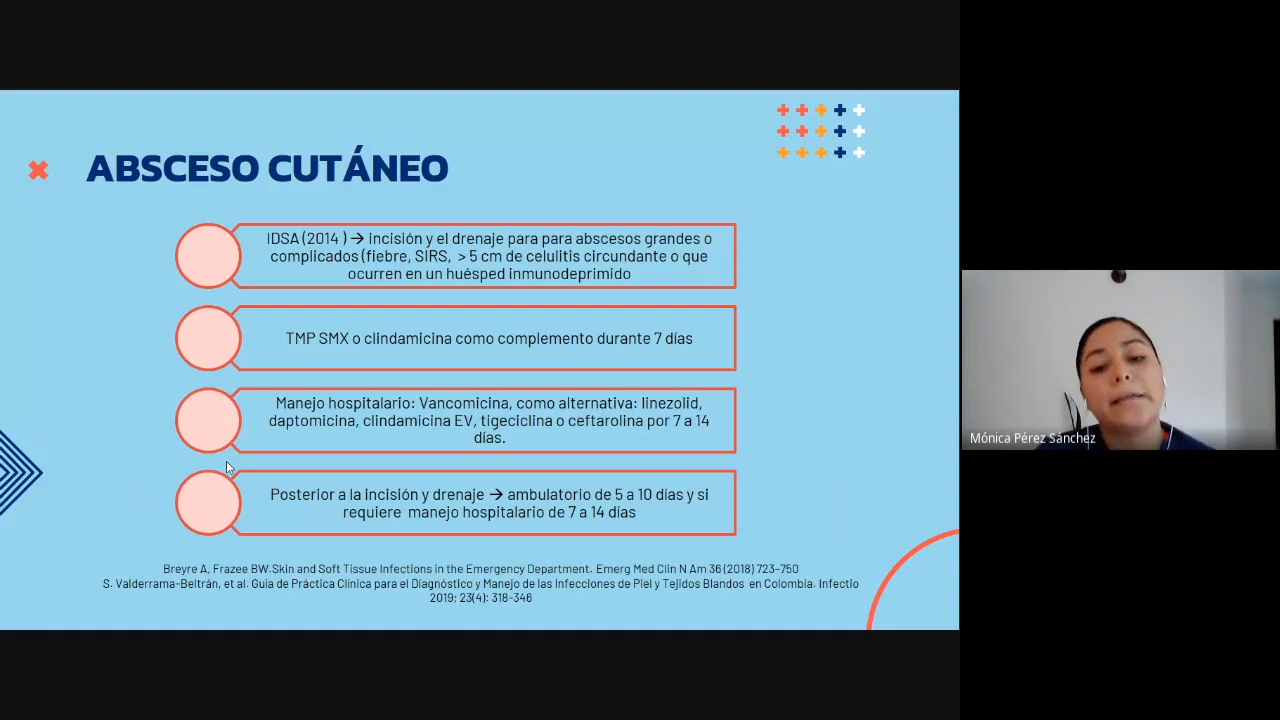 ABSCESO CUTÁNEO
IDSA (2014 ) → incisión y el drenaje para para abscesos grandes o
complicados (fiebre, SIRS, > 5 cm de celulitis circundante o que
ocurren en un huésped inmunodeprimido
TMP SMX o clindamicina como complemento durante 7 días
Manejo hospitalario: Vancomicina, como alternativa: linezolid,
daptomicina, clindamicina EV, tigeciclina o ceftarolina por 7 a 14
días.
Posterior a la incisión y drenaje → ambulatorio de 5 a 10 días y si
requiere manejo hospitalario de 7 a 14 días
Breyre A, Frazee BW.Skin and Soft Tissue Infections in the Emergency Department. Emerg Med Clin N Am 36 (2018) 723–750
S. Valderrama-Beltrán, et al. Guía de Práctica Clínica para el Diagnóstico y Manejo de las Infecciones de Piel y Tejidos Blandos en Colombia. Infectio
2019; 23(4): 318-346
Mónica Pérez Sánchez